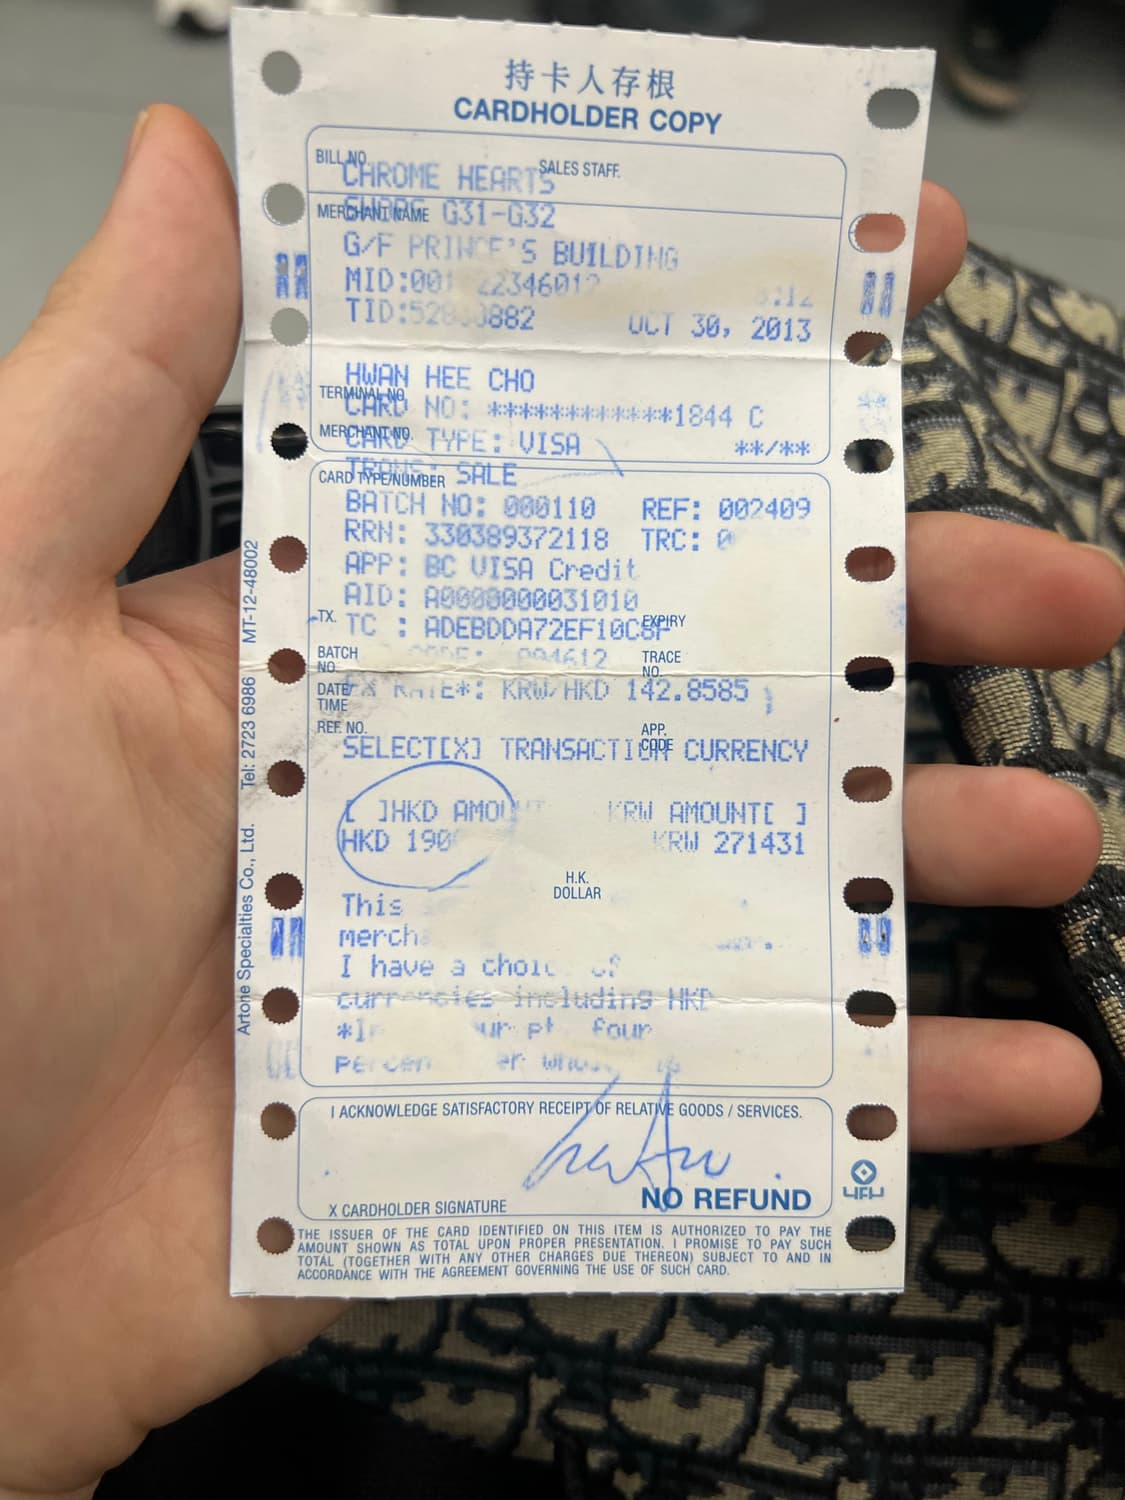 持卡人存根
CARDHOLDER COPY
BILL NO.
SALES STAFF.
CHROME HEARTS
MERCHANT NAME
G31-G32
G/F PRINCE'S BUILDING
TID:
OCT 30, 2013
HWAN HEE CHO
TERMINAL NO.
CARD NO: ************1844 C
MERCHANT NO.
CARD TYPE: VISA **/**
TRANS: SALE
CARD TYPE/NUMBER
BATCH NO: 000110 REF: 002409
RRN: 330389372118 TRC:
APP: BC VISA Credit
AID: A0000000031010
TX.
EXPIRY
TC : ADEBDDA72EF10C8F
BATCH NO.
TRACE NO.
DATE/ TIME
RATE*: KRW/HKD 142.8585
REF. NO.
APP. CODE
SELECT[X] TRANSACTION CURRENCY
[ ]HKD AMOUNT KRW AMOUNT[ ]
HKD KRW 271431
H.K. DOLLAR
This
I have a choice of
currencies including HKD
four
I ACKNOWLEDGE SATISFACTORY RECEIPT OF RELATIVE GOODS / SERVICES.
X CARDHOLDER SIGNATURE
NO REFUND
THE ISSUER OF THE CARD IDENTIFIED ON THIS ITEM IS AUTHORIZED TO PAY THE
AMOUNT SHOWN AS TOTAL UPON PROPER PRESENTATION. I PROMISE TO PAY SUCH
TOTAL (TOGETHER WITH ANY OTHER CHARGES DUE THEREON) SUBJECT TO AND IN
ACCORDANCE WITH THE AGREEMENT GOVERNING THE USE OF SUCH CARD.
Artone Specialties Co., Ltd. Tel: 2723 6986 MT-12-48002